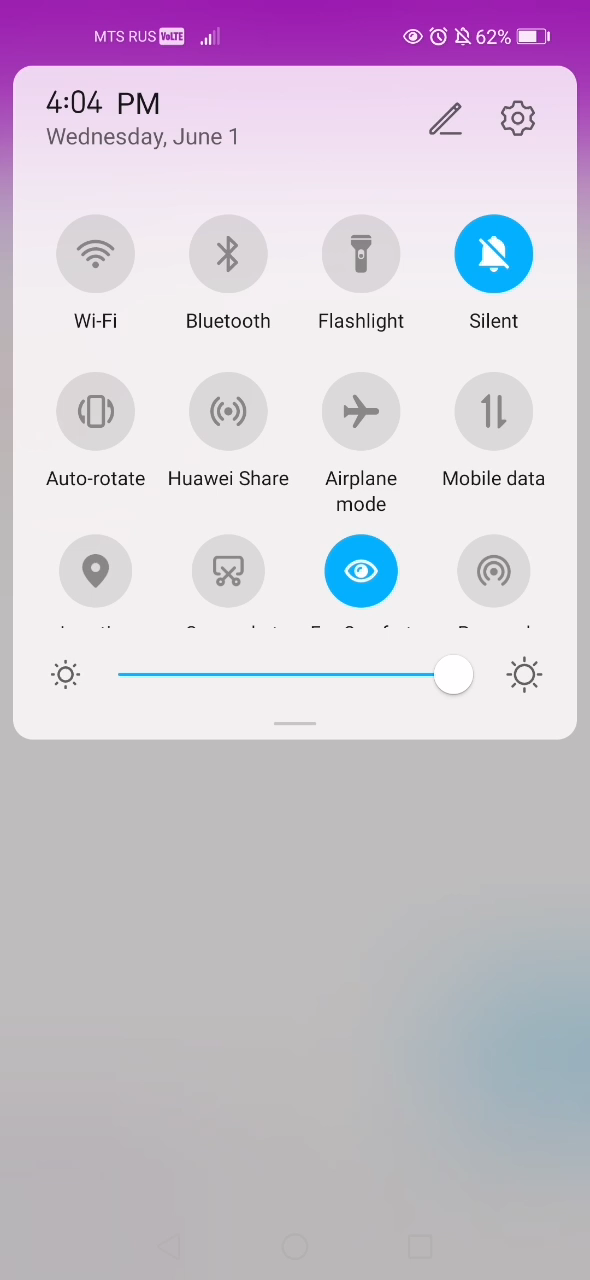 MTS RUS VoLTE 62%
4:04 PM
Wednesday, June 1
Wi-Fi Bluetooth Flashlight Silent
Auto-rotate Huawei Share Airplane mode Mobile data